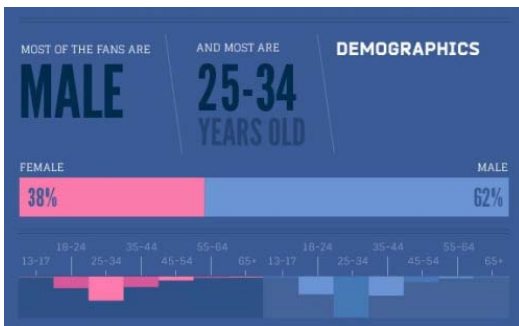 MOST OF THE FANS ARE
MALE
AND MOST ARE
25-34
YEARS OLD
DEMOGRAPHICS
FEMALE
MALE
38%
62%
18-24 35-44 55-64 18-24 35-44 55-64
13-17 25-34 45-54 65+ 13-17 25-34 45-54 65+